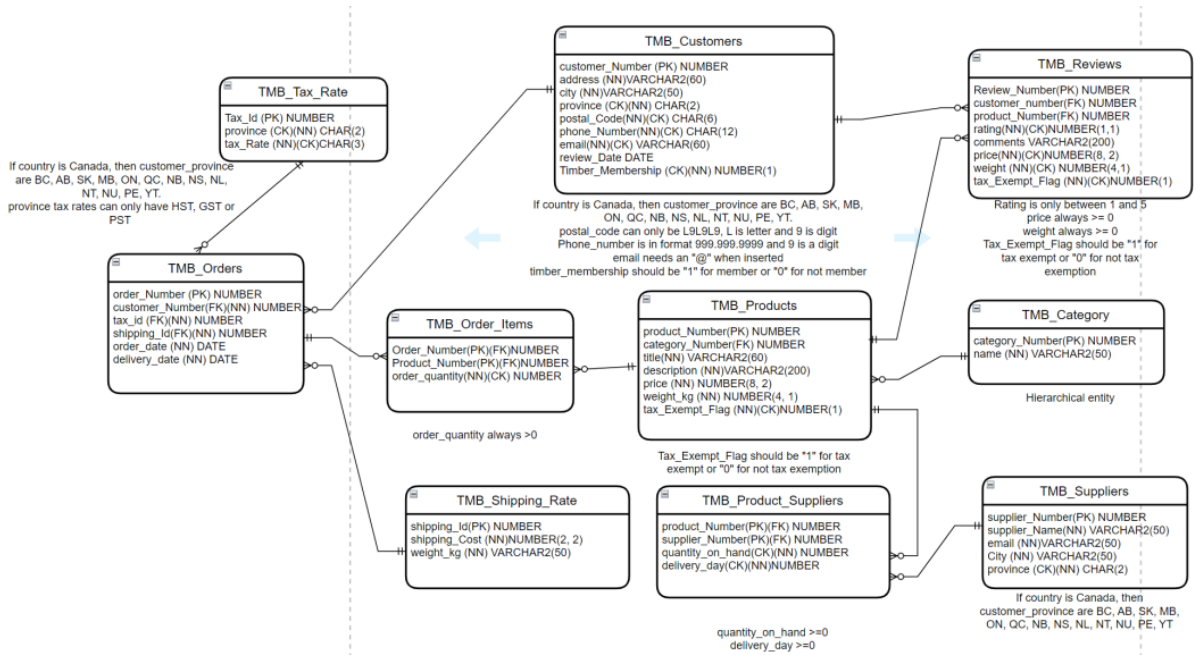 TMB_Customers
customer_Number (PK) NUMBER
address (NN)VARCHAR2(60)
city (NN)VARCHAR2(50)
province (CK)(NN) CHAR(2)
postal_Code(NN)(CK) CHAR(6)
phone_Number(NN)(CK) CHAR(12)
email(NN)(CK) VARCHAR(60)
review_Date DATE
Timber_Membership (CK)(NN) NUMBER(1)
If country is Canada, then customer_province are BC, AB, SK, MB,
ON, QC, NB, NS, NL, NT, NU, PE, YT.
postal_code can only be L9L9L9, L is letter and 9 is digit
Phone_number is in format 999.999.9999 and 9 is a digit
email needs an "@" when inserted
timber_membership should be "1" for member or "0" for not member
TMB_Reviews
Review_Number(PK) NUMBER
customer_number(FK) NUMBER
product_Number(FK) NUMBER
rating(NN)(CK)NUMBER(1,1)
comments VARCHAR2(200)
price(NN)(CK)NUMBER(8, 2)
weight (NN)(CK) NUMBER(4,1)
tax_Exempt_Flag (NN)(CK)NUMBER(1)
Rating is only between 1 and 5
price always >= 0
weight always >= 0
Tax_Exempt_Flag should be "1" for
tax exempt or "0" for not tax
exemption
TMB_Tax_Rate
Tax_Id (PK) NUMBER
province (CK)(NN) CHAR(2)
tax_Rate (NN)(CK)CHAR(3)
If country is Canada, then customer_province
are BC, AB, SK, MB, ON, QC, NB, NS, NL,
NT, NU, PE, YT.
province tax rates can only have HST, GST or
PST
TMB_Orders
order_Number (PK) NUMBER
customer_Number(FK)(NN) NUMBER
tax_id (FK)(NN) NUMBER
shipping_Id(FK)(NN) NUMBER
order_date (NN) DATE
delivery_date (NN) DATE
TMB_Order_Items
Order_Number(PK)(FK)NUMBER
Product_Number(PK)(FK)NUMBER
order_quantity(NN)(CK) NUMBER
order_quantity always >0
TMB_Products
product_Number(PK) NUMBER
category_Number(FK) NUMBER
title(NN) VARCHAR2(60)
description (NN)VARCHAR2(200)
price (NN) NUMBER(8, 2)
weight_kg (NN) NUMBER(4, 1)
tax_Exempt_Flag (NN)(CK)NUMBER(1)
Tax_Exempt_Flag should be "1" for tax
exempt or "0" for not tax exemption
TMB_Category
category_Number(PK) NUMBER
name (NN) VARCHAR2(50)
Hierarchical entity
TMB_Shipping_Rate
shipping_Id(PK) NUMBER
shipping_Cost (NN)NUMBER(2, 2)
weight_kg (NN) VARCHAR2(50)
TMB_Product_Suppliers
product_Number(PK)(FK) NUMBER
supplier_Number(PK)(FK) NUMBER
quantity_on_hand(CK)(NN) NUMBER
delivery_day(CK)(NN)NUMBER
quantity_on_hand >=0
delivery_day >=0
TMB_Suppliers
supplier_Number(PK) NUMBER
supplier_Name(NN) VARCHAR2(50)
email (NN)VARCHAR2(50)
City (NN) VARCHAR2(50)
province (CK)(NN) CHAR(2)
If country is Canada, then
customer_province are BC, AB, SK, MB,
ON, QC, NB, NS, NL, NT, NU, PE, YT